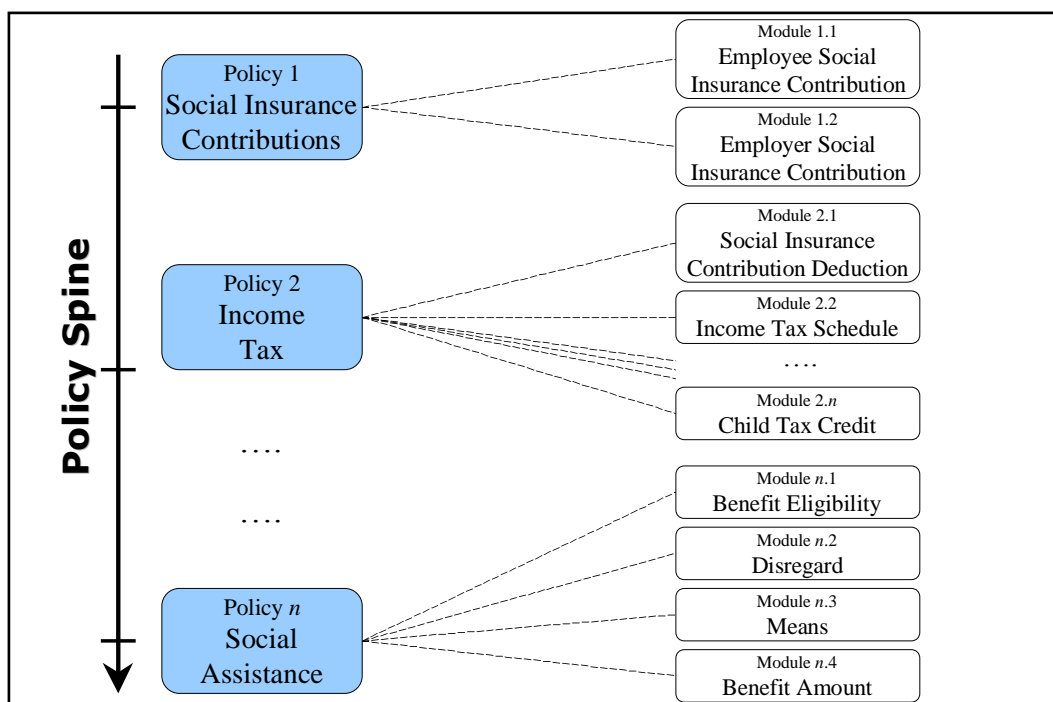 Policy Spine
Policy 1
Social Insurance
Contributions
Module 1.1
Employee Social
Insurance Contribution
Module 1.2
Employer Social
Insurance Contribution
Policy 2
Income
Tax
Module 2.1
Social Insurance
Contribution Deduction
Module 2.2
Income Tax Schedule
....
Module 2.n
Child Tax Credit
....
....
Policy n
Social
Assistance
Module n.1
Benefit Eligibility
Module n.2
Disregard
Module n.3
Means
Module n.4
Benefit Amount